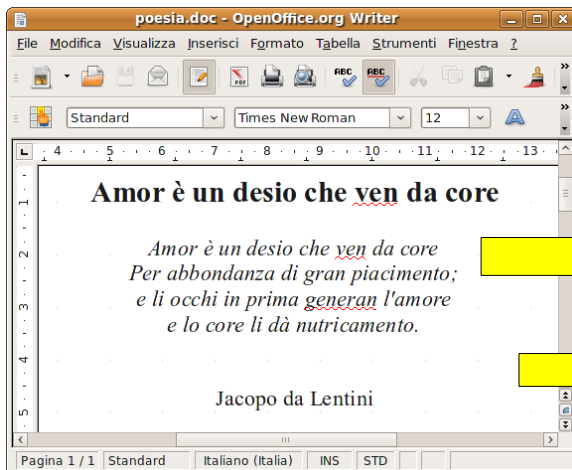 poesia.doc - OpenOffice.org Writer
File Modifica Visualizza Inserisci Formato Tabella Strumenti Finestra ?
PDF ABC ABC
Standard Times New Roman 12 A
4 5 6 7 8 9 10 11 12 13
1
Amor è un desio che ven da core
2
Amor è un desio che ven da core
Per abbondanza di gran piacimento;
3
e li occhi in prima generan l'amore
e lo core li dà nutricamento.
4
Jacopo da Lentini
5
Pagina 1 / 1 Standard Italiano (Italia) INS STD